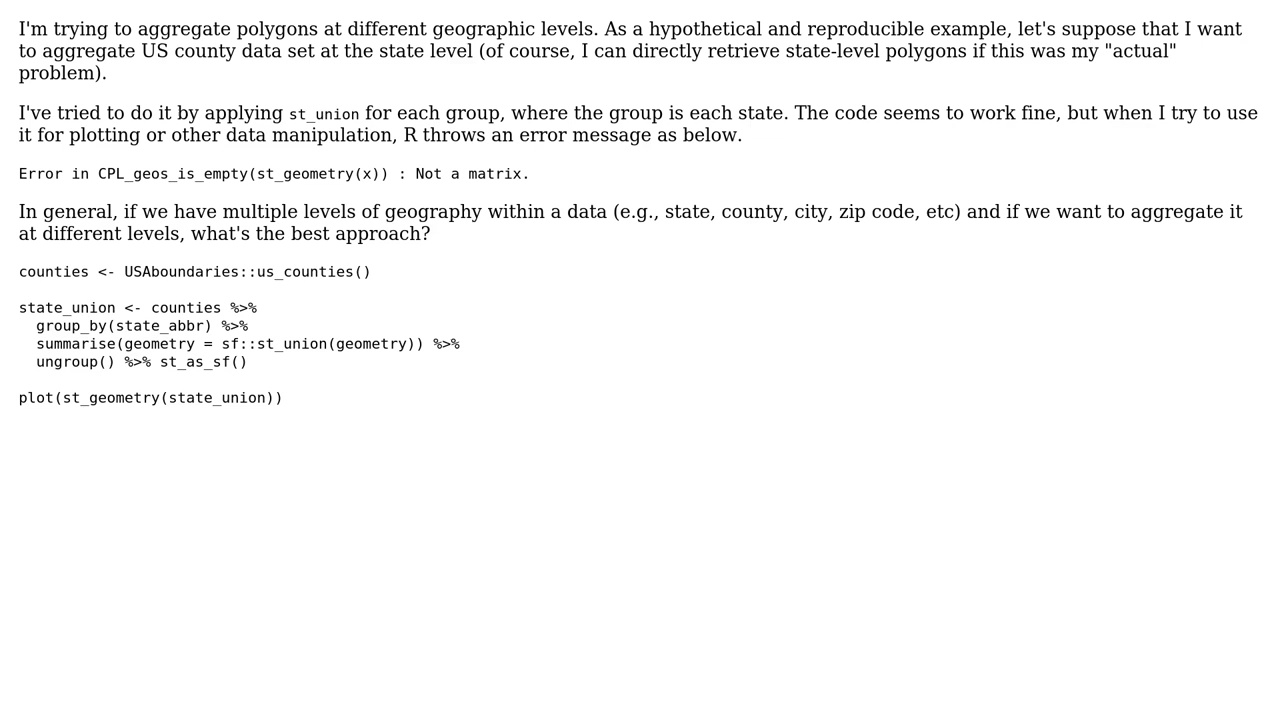 I'm trying to aggregate polygons at different geographic levels. As a hypothetical and reproducible example, let's suppose that I want
to aggregate US county data set at the state level (of course, I can directly retrieve state-level polygons if this was my "actual"
problem).
I've tried to do it by applying st_union for each group, where the group is each state. The code seems to work fine, but when I try to use
it for plotting or other data manipulation, R throws an error message as below.
Error in CPL_geos_is_empty(st_geometry(x)) : Not a matrix.
In general, if we have multiple levels of geography within a data (e.g., state, county, city, zip code, etc) and if we want to aggregate it
at different levels, what's the best approach?
counties <- USAboundaries::us_counties()
state_union <- counties %>%
  group_by(state_abbr) %>%
  summarise(geometry = sf::st_union(geometry)) %>%
  ungroup() %>% st_as_sf()
plot(st_geometry(state_union))